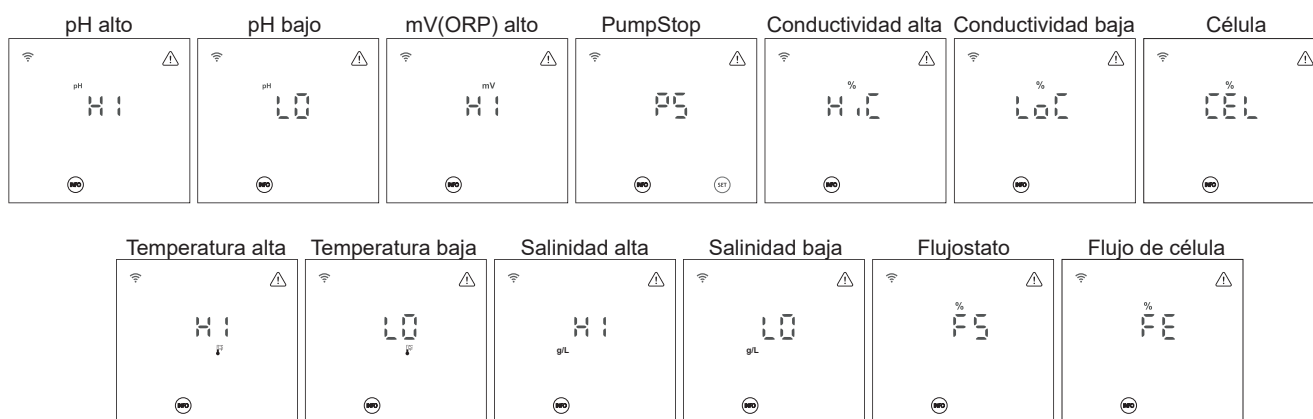 pH alto pH bajo mV(ORP) alto PumpStop Conductividad alta Conductividad baja Célula
pH pH mV % % %
HI LO HI PS HiC LoC CEL
INFO INFO INFO INFO SET INFO INFO INFO
Temperatura alta Temperatura baja Salinidad alta Salinidad baja Flujostato Flujo de célula
% %
HI LO HI LO FS FE
g/L g/L
INFO INFO INFO INFO INFO INFO